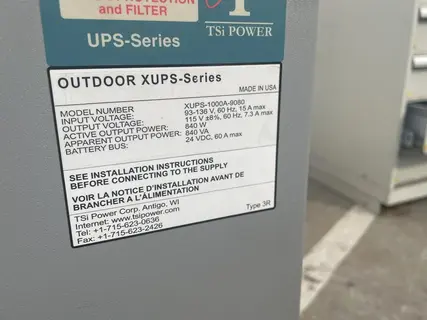 PROTECTION
and FILTER
TSi POWER
UPS-Series
OUTDOOR XUPS-Series
MADE IN USA
MODEL NUMBER XUPS-1000A-9080
INPUT VOLTAGE: 93-136 V, 60 Hz, 15 A max
OUTPUT VOLTAGE: 115 V ±8%, 60 Hz, 7.3 A max
ACTIVE OUTPUT POWER: 840 W
APPARENT OUTPUT POWER: 840 VA
BATTERY BUS: 24 VDC, 60 A max
SEE INSTALLATION INSTRUCTIONS
BEFORE CONNECTING TO THE SUPPLY
VOIR LA NOTICE D'INSTALLATION AVANT DE
BRANCHER A L'ALIMENTATION
TSi Power Corp. Antigo, WI
Internet: www.tsipower.com
Tel: +1-715-623-0636
Fax: +1-715-623-2426
Type 3R